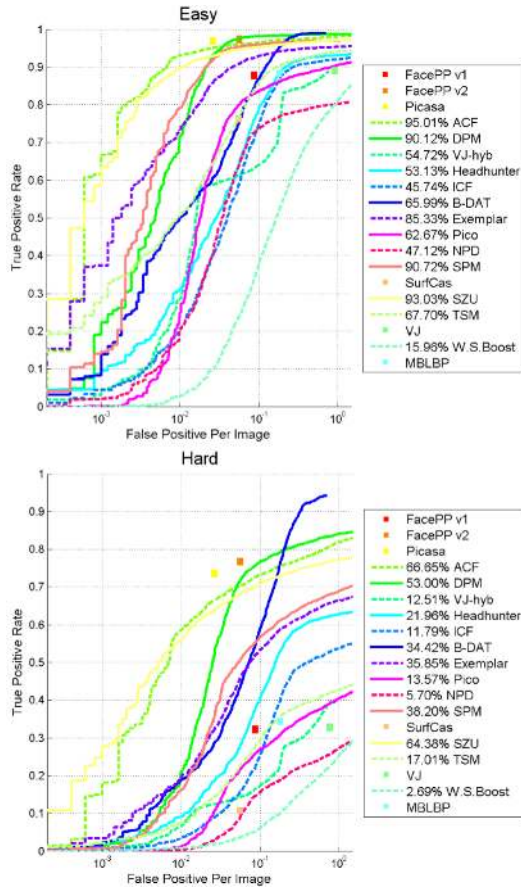 Easy
True Positive Rate
1
0.9
0.8
0.7
0.6
0.5
0.4
0.3
0.2
0.1
0
10-3
10-2
10-1
100
False Positive Per Image
FacePP v1
FacePP v2
Picasa
95.01% ACF
90.12% DPM
54.72% VJ-hyb
53.13% Headhunter
45.74% ICF
65.99% B-DAT
85.33% Exemplar
62.67% Pico
47.12% NPD
90.72% SPM
SurfCas
93.03% SZU
67.70% TSM
VJ
15.96% W.S.Boost
MBLBP
Hard
True Positive Rate
1
0.9
0.8
0.7
0.6
0.5
0.4
0.3
0.2
0.1
0
10-3
10-2
10-1
100
False Positive Per Image
FacePP v1
FacePP v2
Picasa
66.65% ACF
53.00% DPM
12.51% VJ-hyb
21.96% Headhunter
11.79% ICF
34.42% B-DAT
35.85% Exemplar
13.57% Pico
5.70% NPD
38.20% SPM
SurfCas
64.38% SZU
17.01% TSM
VJ
2.69% W.S.Boost
MBLBP